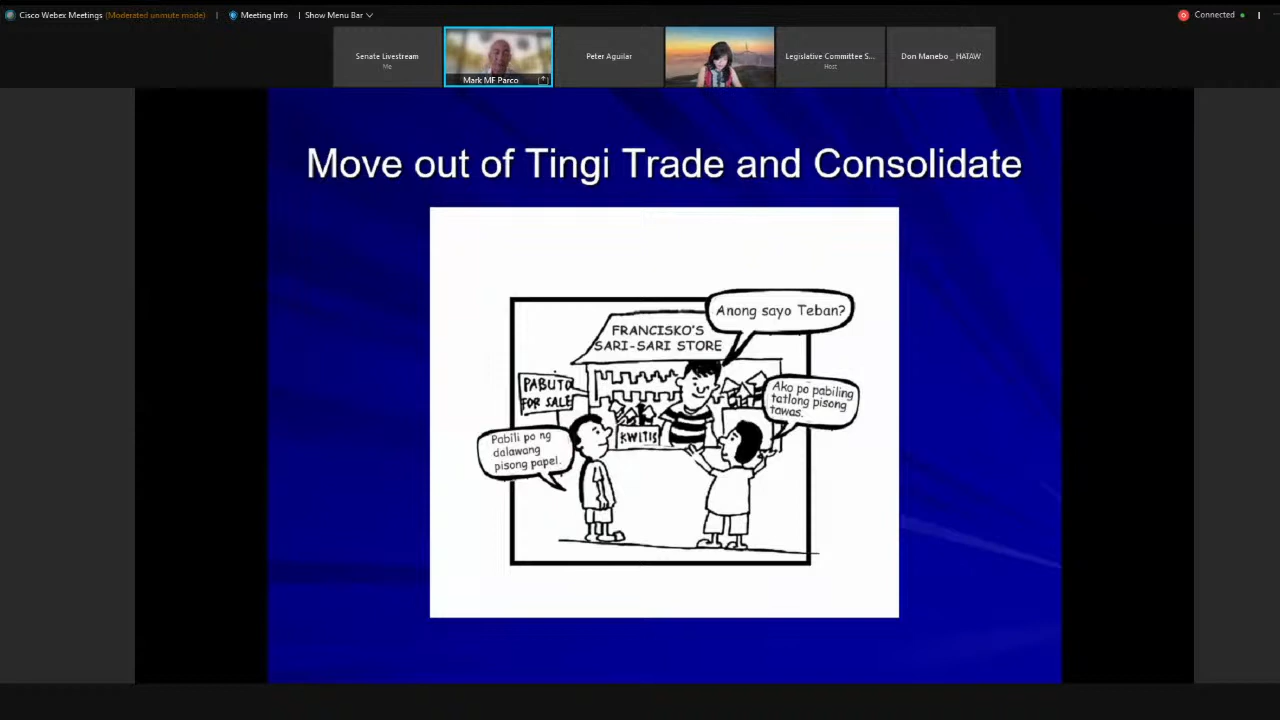 Cisco Webex Meetings (Moderated unmute mode) | Meeting Info | Show Menu Bar
Connected
Senate Livestream
Me
Mark MF Parco
Peter Aguilar
Legislative Committee S...
Host
Don Manebo _ HATAW
Move out of Tingi Trade and Consolidate
Anong sayo Teban?
FRANCISKO'S
SARI-SARI STORE
PABUTO
FOR SALE
Ako po pabiling
tatlong pisong
tawas.
KWITIS
Pabili po ng
dalawang
pisong papel.